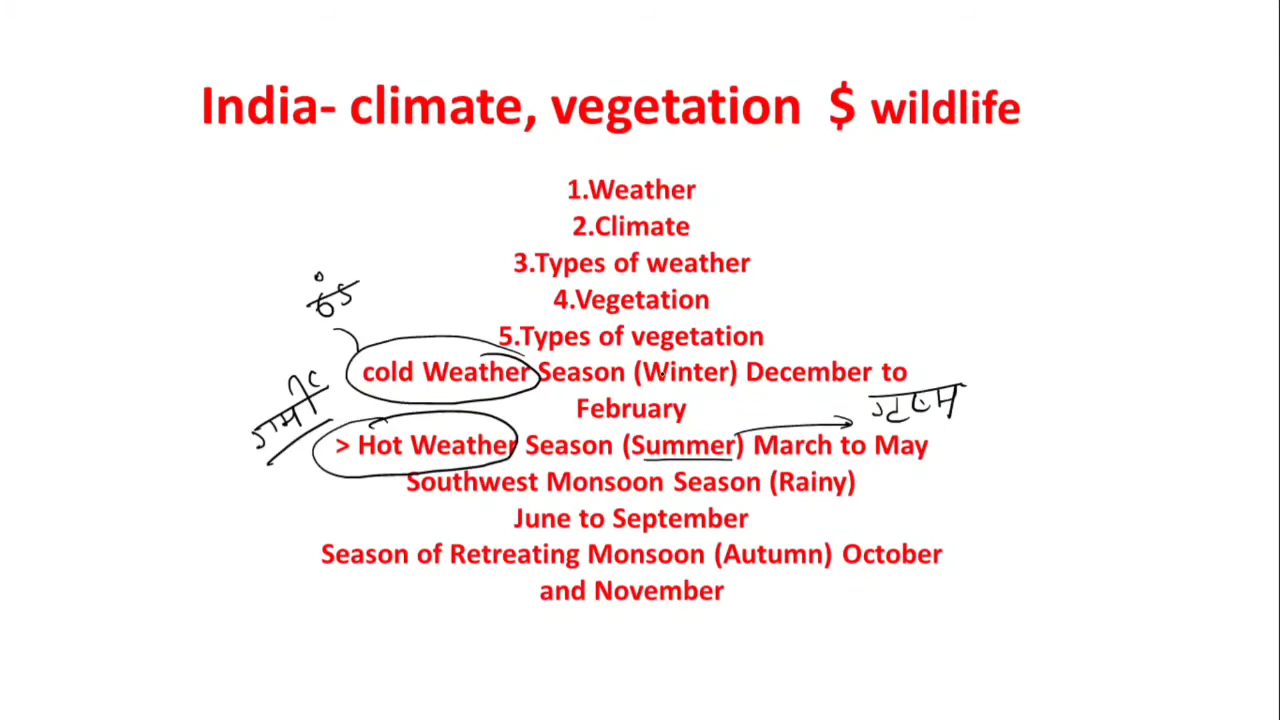 India- climate, vegetation $ wildlife
1.Weather
2.Climate
3.Types of weather
4.Vegetation
5.Types of vegetation
ठंड
cold Weather Season (Winter) December to
February
गर्मी
> Hot Weather Season (Summer) March to May
Southwest Monsoon Season (Rainy)
June to September
Season of Retreating Monsoon (Autumn) October
and November